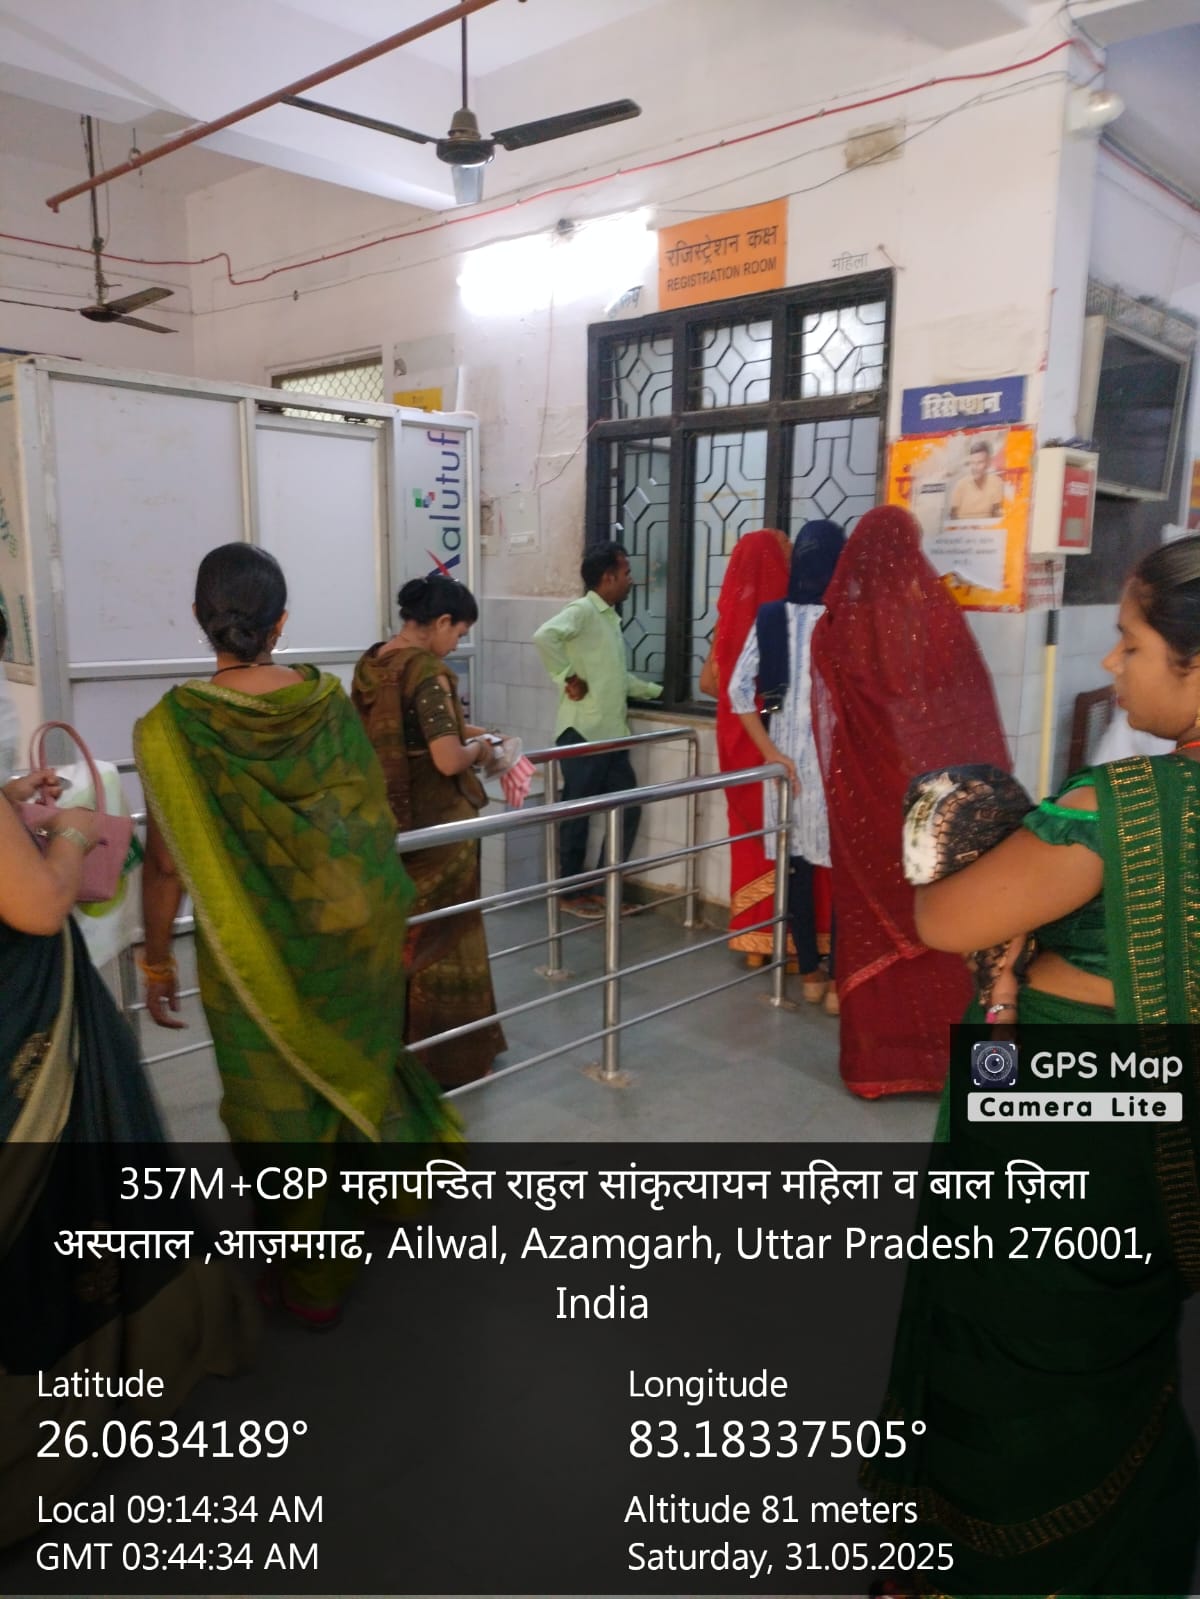 रजिस्ट्रेशन कक्ष
REGISTRATION ROOM
महिला
रिसेप्शन
Xalutuf
GPS Map
Camera Lite
357M+C8P महापन्डित राहुल सांकृत्यायन महिला व बाल ज़िला
अस्पताल ,आज़मग़ढ, Ailwal, Azamgarh, Uttar Pradesh 276001,
India
Latitude
26.0634189°
Longitude
83.18337505°
Local 09:14:34 AM
GMT 03:44:34 AM
Altitude 81 meters
Saturday, 31.05.2025